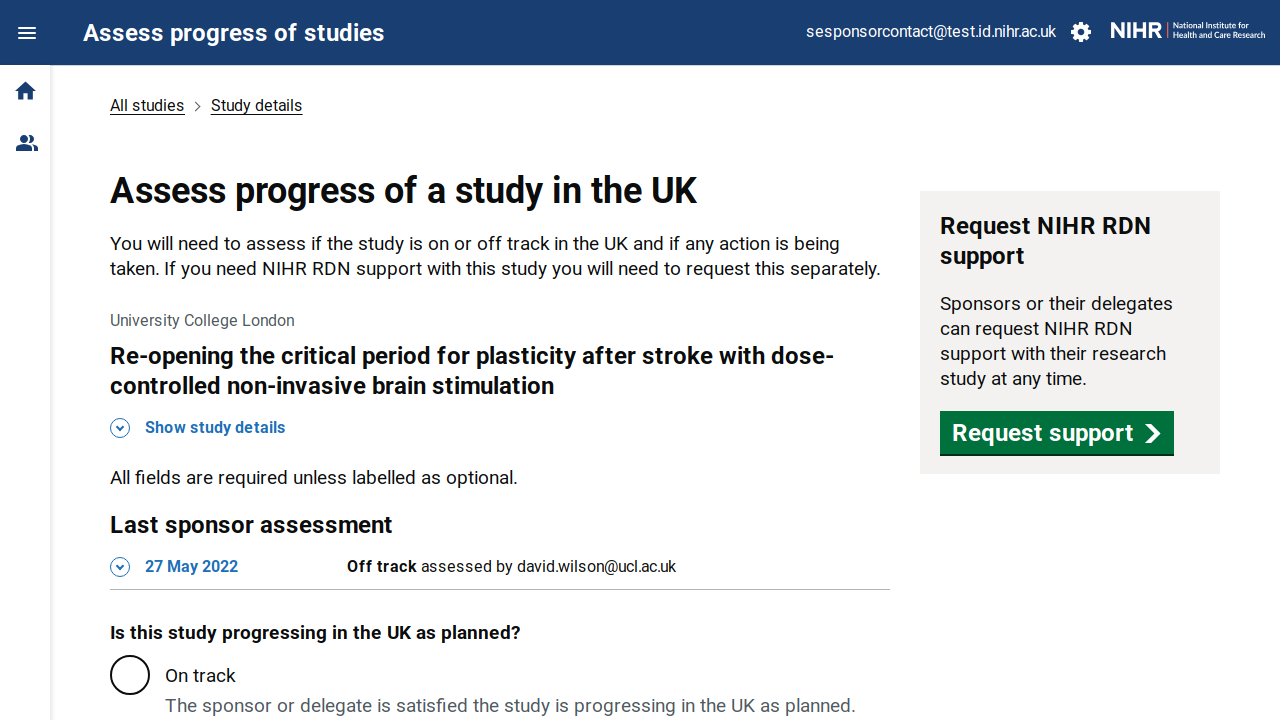 Assess progress of studies
sesponsorcontact@test.id.nihr.ac.uk
NIHR
National Institute for
Health and Care Research
All studies
Study details
Assess progress of a study in the UK
You will need to assess if the study is on or off track in the UK and if any action is being
taken. If you need NIHR RDN support with this study you will need to request this separately.
University College London
Re-opening the critical period for plasticity after stroke with dose-
controlled non-invasive brain stimulation
Show study details
All fields are required unless labelled as optional.
Last sponsor assessment
27 May 2022
Off track assessed by david.wilson@ucl.ac.uk
Is this study progressing in the UK as planned?
On track
The sponsor or delegate is satisfied the study is progressing in the UK as planned.
Request NIHR RDN
support
Sponsors or their delegates
can request NIHR RDN
support with their research
study at any time.
Request support